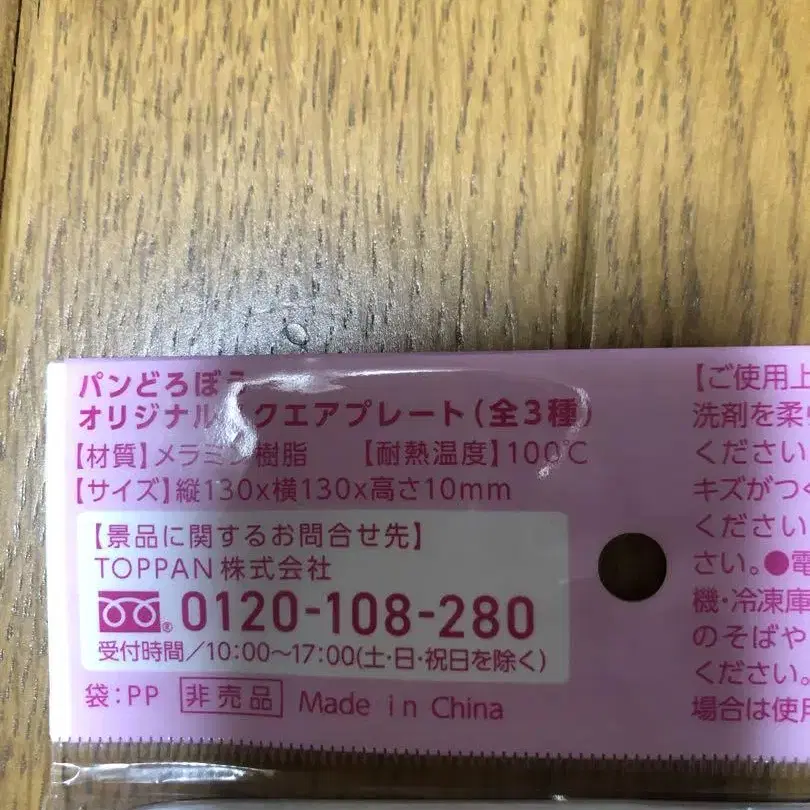 パンどろぼう
オリジナルスクエアプレート(全3種)
【材質】メラミン樹脂 【耐熱温度】100℃
【サイズ】縦130x横130x高さ10mm
【景品に関するお問合せ先】
TOPPAN株式会社
0120-108-280
受付時間/10:00〜17:00(土・日・祝日を除く)
袋:PP 非売品 Made in China
【ご使用上
洗剤を柔ら
ください
キズがつく
ください
さい。●電
機・冷凍庫
のそばや
ください。
場合は使用